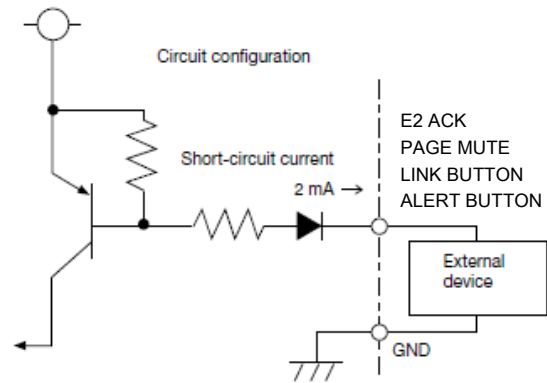 Circuit configuration
Short-circuit current
2 mA →
E2 ACK
PAGE MUTE
LINK BUTTON
ALERT BUTTON
External
device
GND